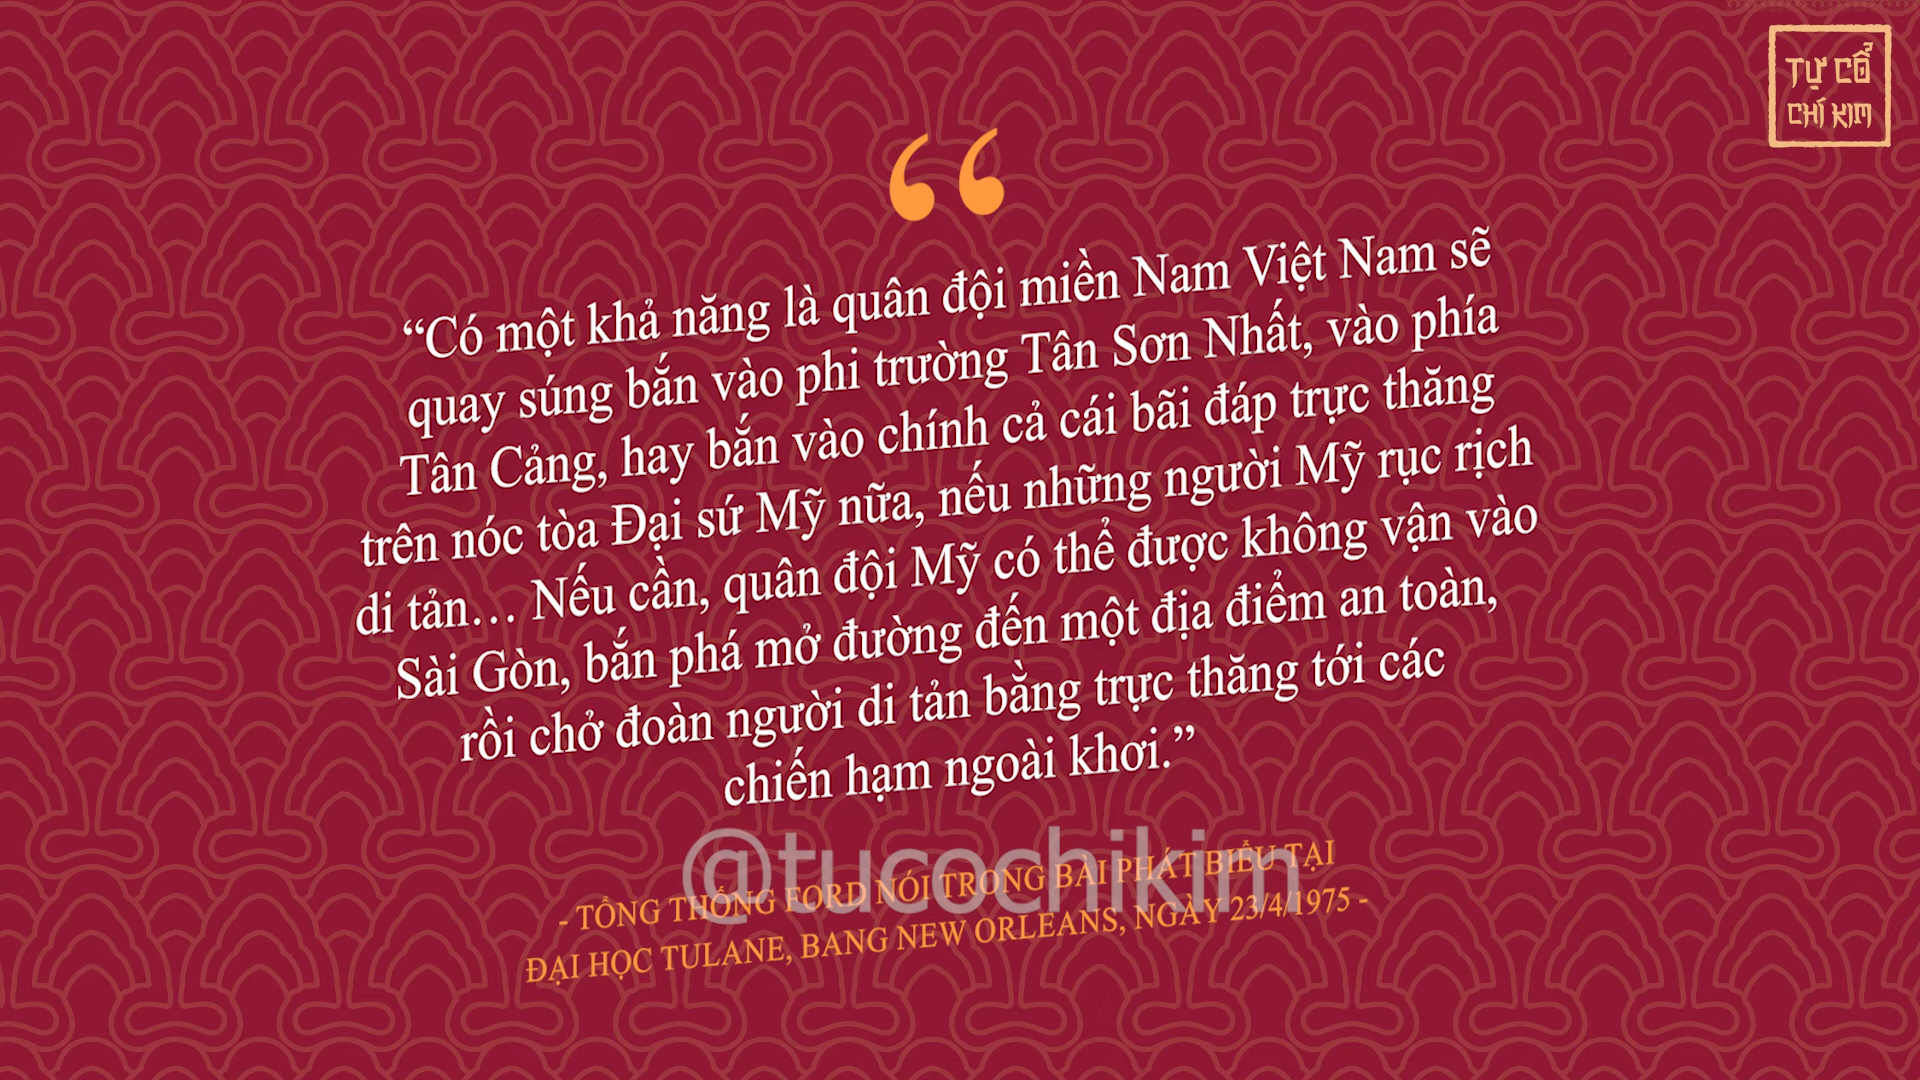 TỰ CỔ
CHÍ KIM
“
“Có một khả năng là quân đội miền Nam Việt Nam sẽ
quay súng bắn vào phi trường Tân Sơn Nhất, vào phía
Tân Cảng, hay bắn vào chính cả cái bãi đáp trực thăng
trên nóc tòa Đại sứ Mỹ nữa, nếu những người Mỹ rục rịch
di tản… Nếu cần, quân đội Mỹ có thể được không vận vào
Sài Gòn, bắn phá mở đường đến một địa điểm an toàn,
rồi chở đoàn người di tản bằng trực thăng tới các
chiến hạm ngoài khơi.”
@tucochikim
- TỔNG THỐNG FORD NÓI TRONG BÀI PHÁT BIỂU TẠI
ĐẠI HỌC TULANE, BANG NEW ORLEANS, NGÀY 23/4/1975 -